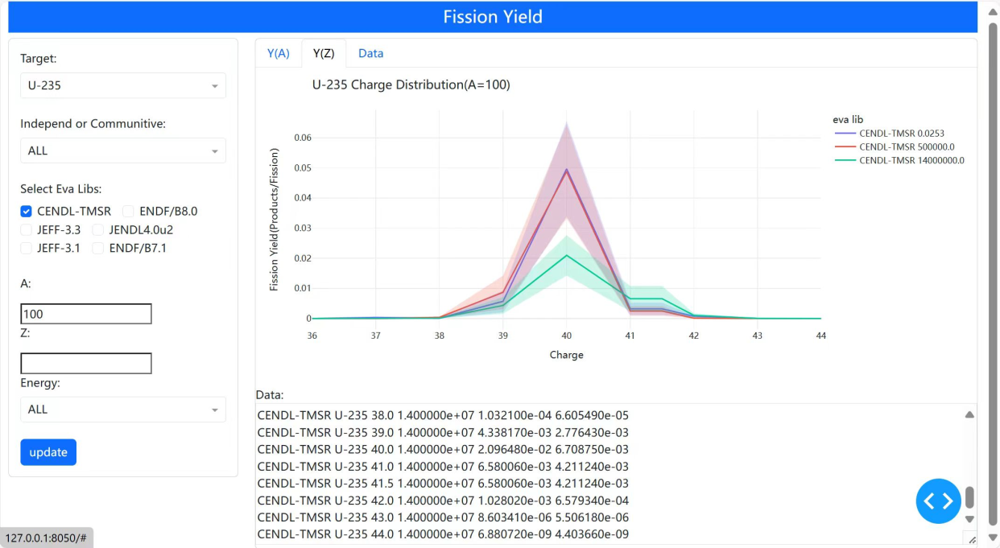 Fission Yield
Target:
U-235
Independ or Communitive:
ALL
Select Eva Libs:
CENDL-TMSR ENDF/B8.0
JEFF-3.3 JENDL4.0u2
JEFF-3.1 ENDF/B7.1
A:
100
Z:
Energy:
ALL
update
Y(A) Y(Z) Data
U-235 Charge Distribution(A=100)
Fission Yield(Products/Fission)
0.06
0.05
0.04
0.03
0.02
0.01
0
36 37 38 39 40 41 42 43 44
Charge
eva lib
CENDL-TMSR 0.0253
CENDL-TMSR 500000.0
CENDL-TMSR 14000000.0
Data:
CENDL-TMSR U-235 38.0 1.400000e+07 1.032100e-04 6.605490e-05
CENDL-TMSR U-235 39.0 1.400000e+07 4.338170e-03 2.776430e-03
CENDL-TMSR U-235 40.0 1.400000e+07 2.096480e-02 6.708750e-03
CENDL-TMSR U-235 41.0 1.400000e+07 6.580060e-03 4.211240e-03
CENDL-TMSR U-235 41.5 1.400000e+07 6.580060e-03 4.211240e-03
CENDL-TMSR U-235 42.0 1.400000e+07 1.028020e-03 6.579340e-04
CENDL-TMSR U-235 43.0 1.400000e+07 8.603410e-06 5.506180e-06
CENDL-TMSR U-235 44.0 1.400000e+07 6.880720e-09 4.403660e-09
127.0.0.1:8050/#